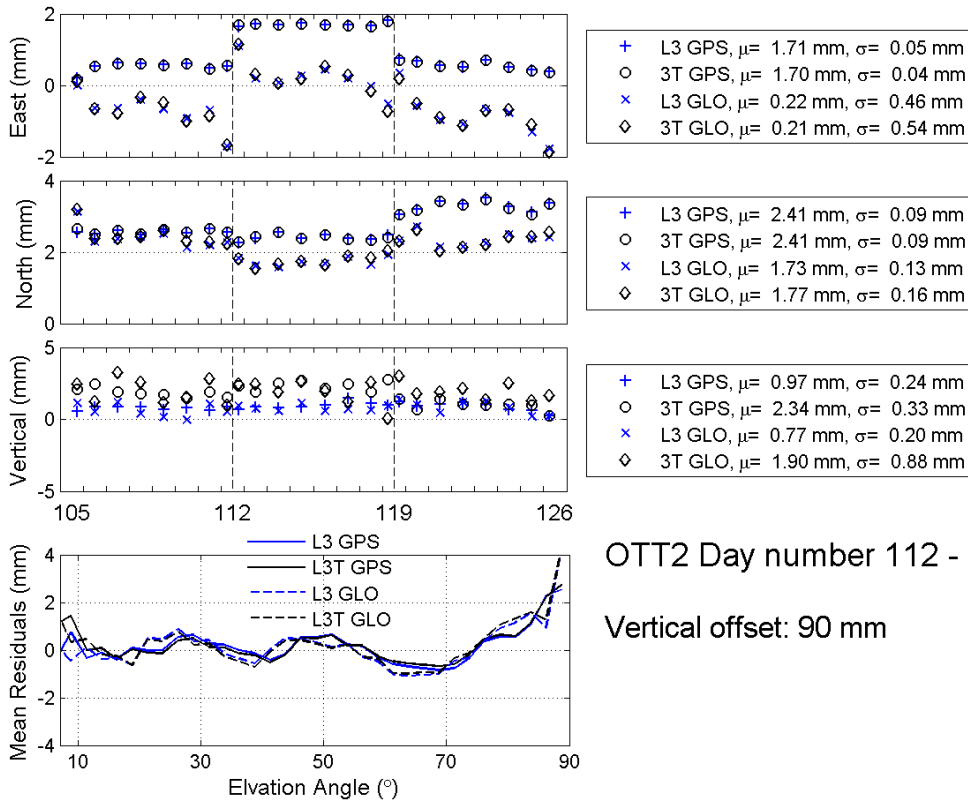 East (mm)
2
0
-2
+ L3 GPS, μ= 1.71 mm, σ= 0.05 mm
3T GPS, μ= 1.70 mm, σ= 0.04 mm
L3 GLO, μ= 0.22 mm, σ= 0.46 mm
3T GLO, μ= 0.21 mm, σ= 0.54 mm
North (mm)
4
2
0
+ L3 GPS, μ= 2.41 mm, σ= 0.09 mm
3T GPS, μ= 2.41 mm, σ= 0.09 mm
L3 GLO, μ= 1.73 mm, σ= 0.13 mm
3T GLO, μ= 1.77 mm, σ= 0.16 mm
Vertical (mm)
5
0
-5
+ L3 GPS, μ= 0.97 mm, σ= 0.24 mm
3T GPS, μ= 2.34 mm, σ= 0.33 mm
L3 GLO, μ= 0.77 mm, σ= 0.20 mm
3T GLO, μ= 1.90 mm, σ= 0.88 mm
105 112 119 126
Mean Residuals (mm)
4
2
0
-2
-4
L3 GPS
L3T GPS
L3 GLO
L3T GLO
10 30 50 70 90
Elvation Angle (°)
OTT2 Day number 112 -
Vertical offset: 90 mm